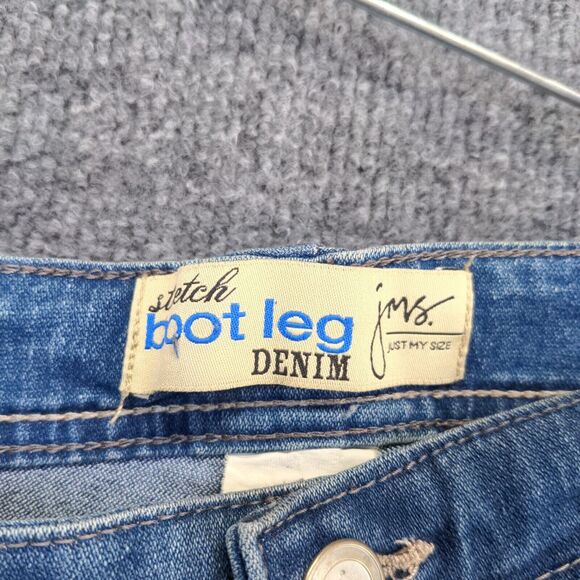 stretch
boot leg
DENIM
jms.
JUST MY SIZE